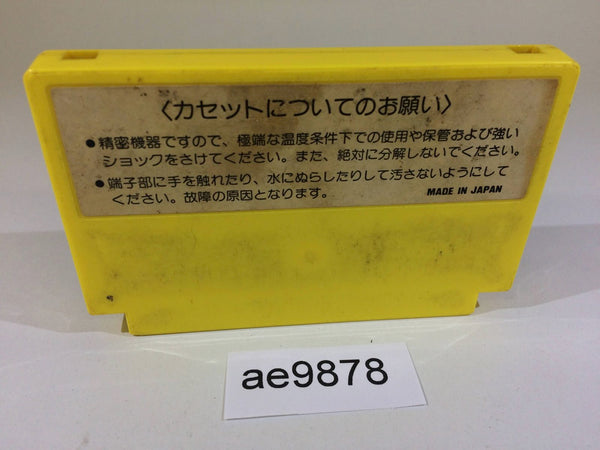 〈カセットについてのお願い〉
●精密機器ですので、極端な温度条件下での使用や保管および強い
ショックをさけてください。また、絶対に分解しないでください。
●端子部に手を触れたり、水にぬらしたりして汚さないようにして
ください。故障の原因となります。
MADE IN JAPAN
ae9878